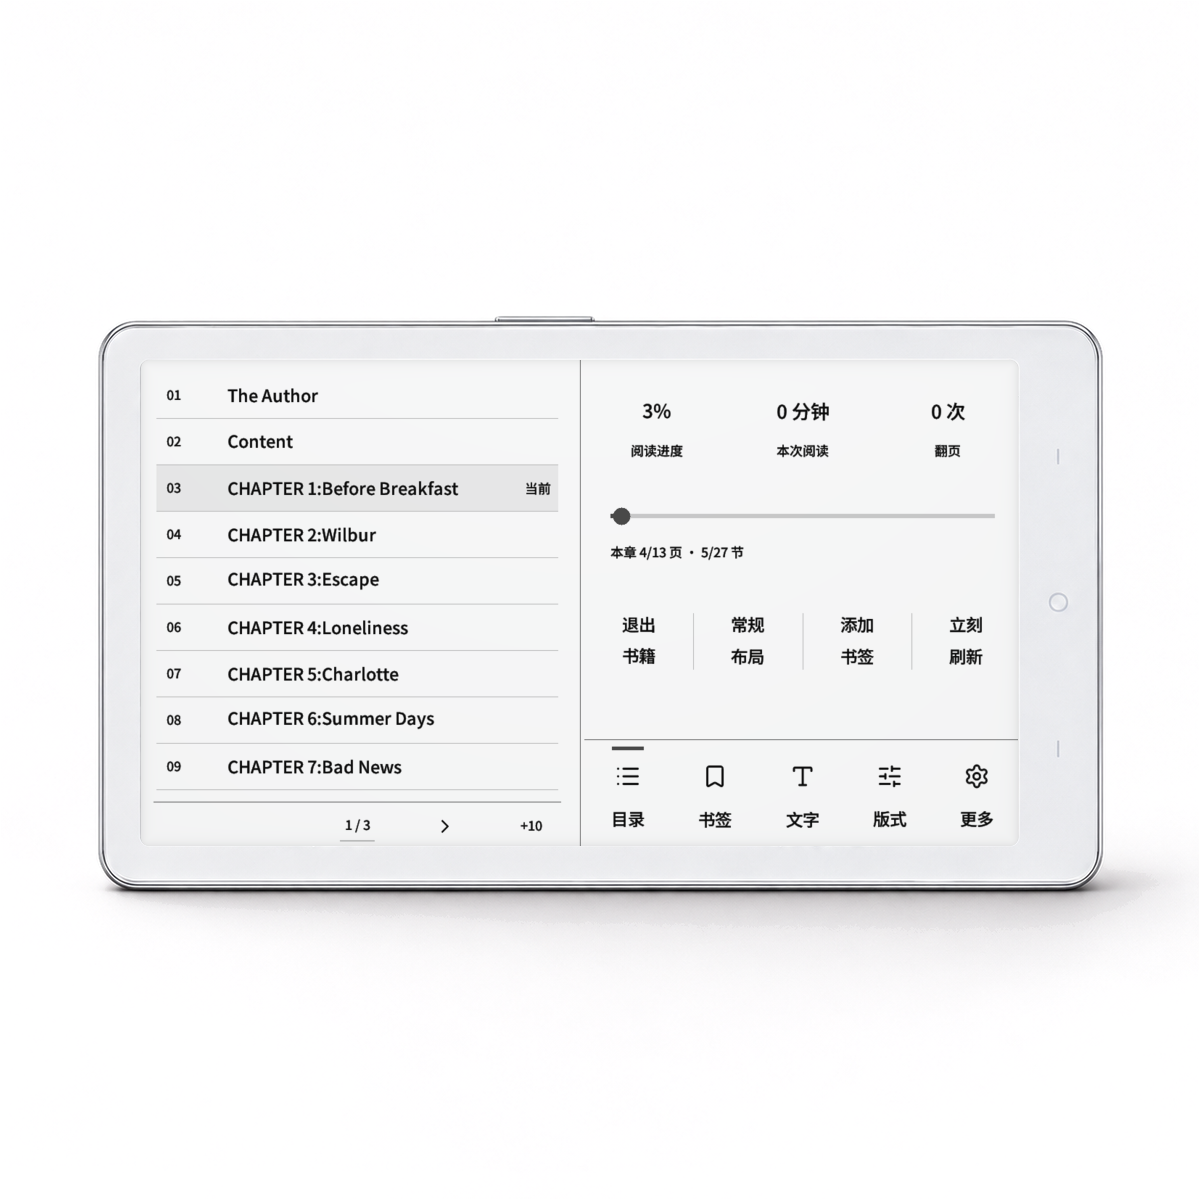 01 The Author
02 Content
03 CHAPTER 1:Before Breakfast 当前
04 CHAPTER 2:Wilbur
05 CHAPTER 3:Escape
06 CHAPTER 4:Loneliness
07 CHAPTER 5:Charlotte
08 CHAPTER 6:Summer Days
09 CHAPTER 7:Bad News
1 / 3 +10
3% 0 分钟 0 次
阅读进度 本次阅读 翻页
本章 4/13 页 · 5/27 节
退出 常规 添加 立刻
书籍 布局 书签 刷新
目录 书签 文字 版式 更多